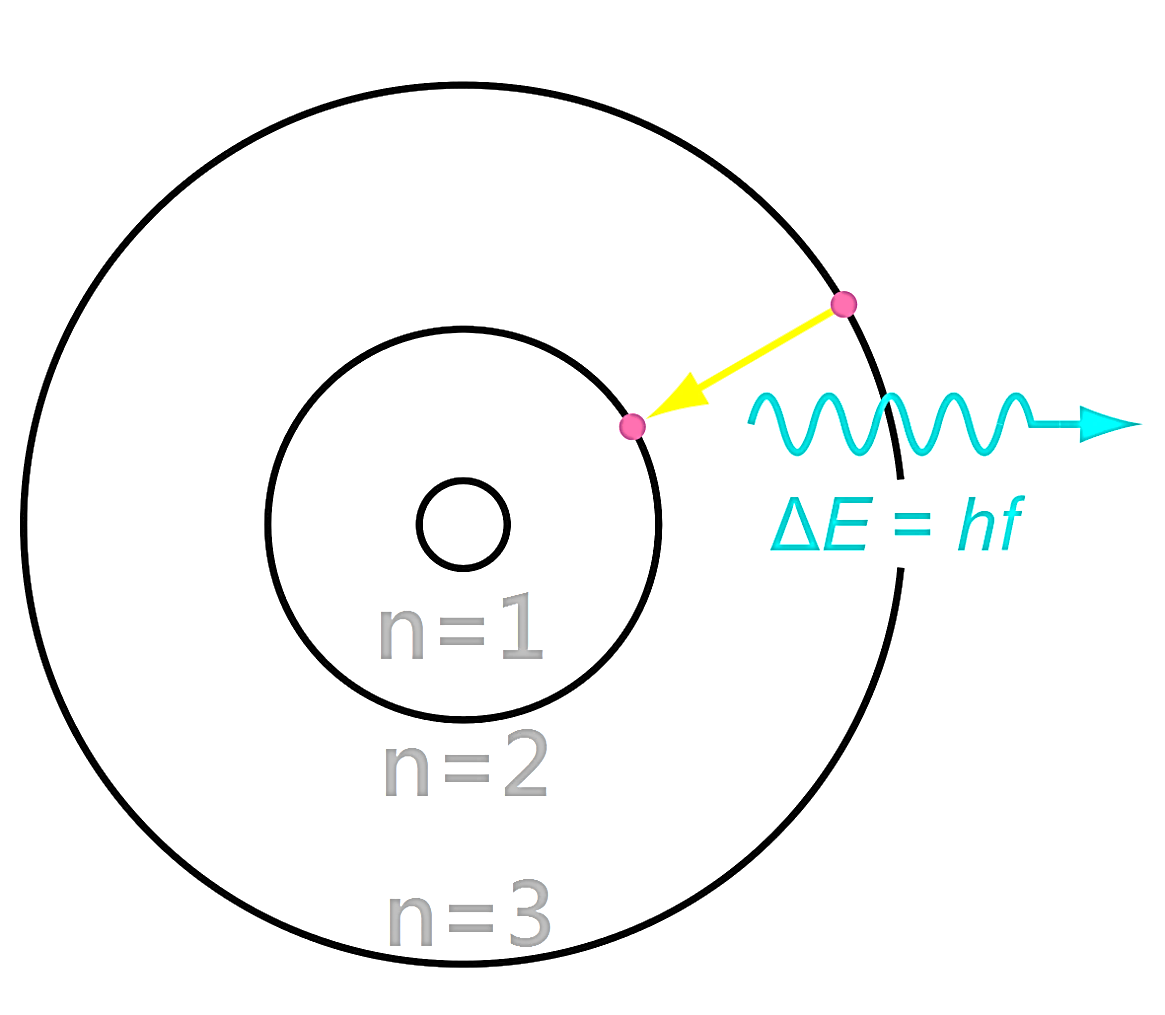 ΔE = hf
n=1
n=2
n=3